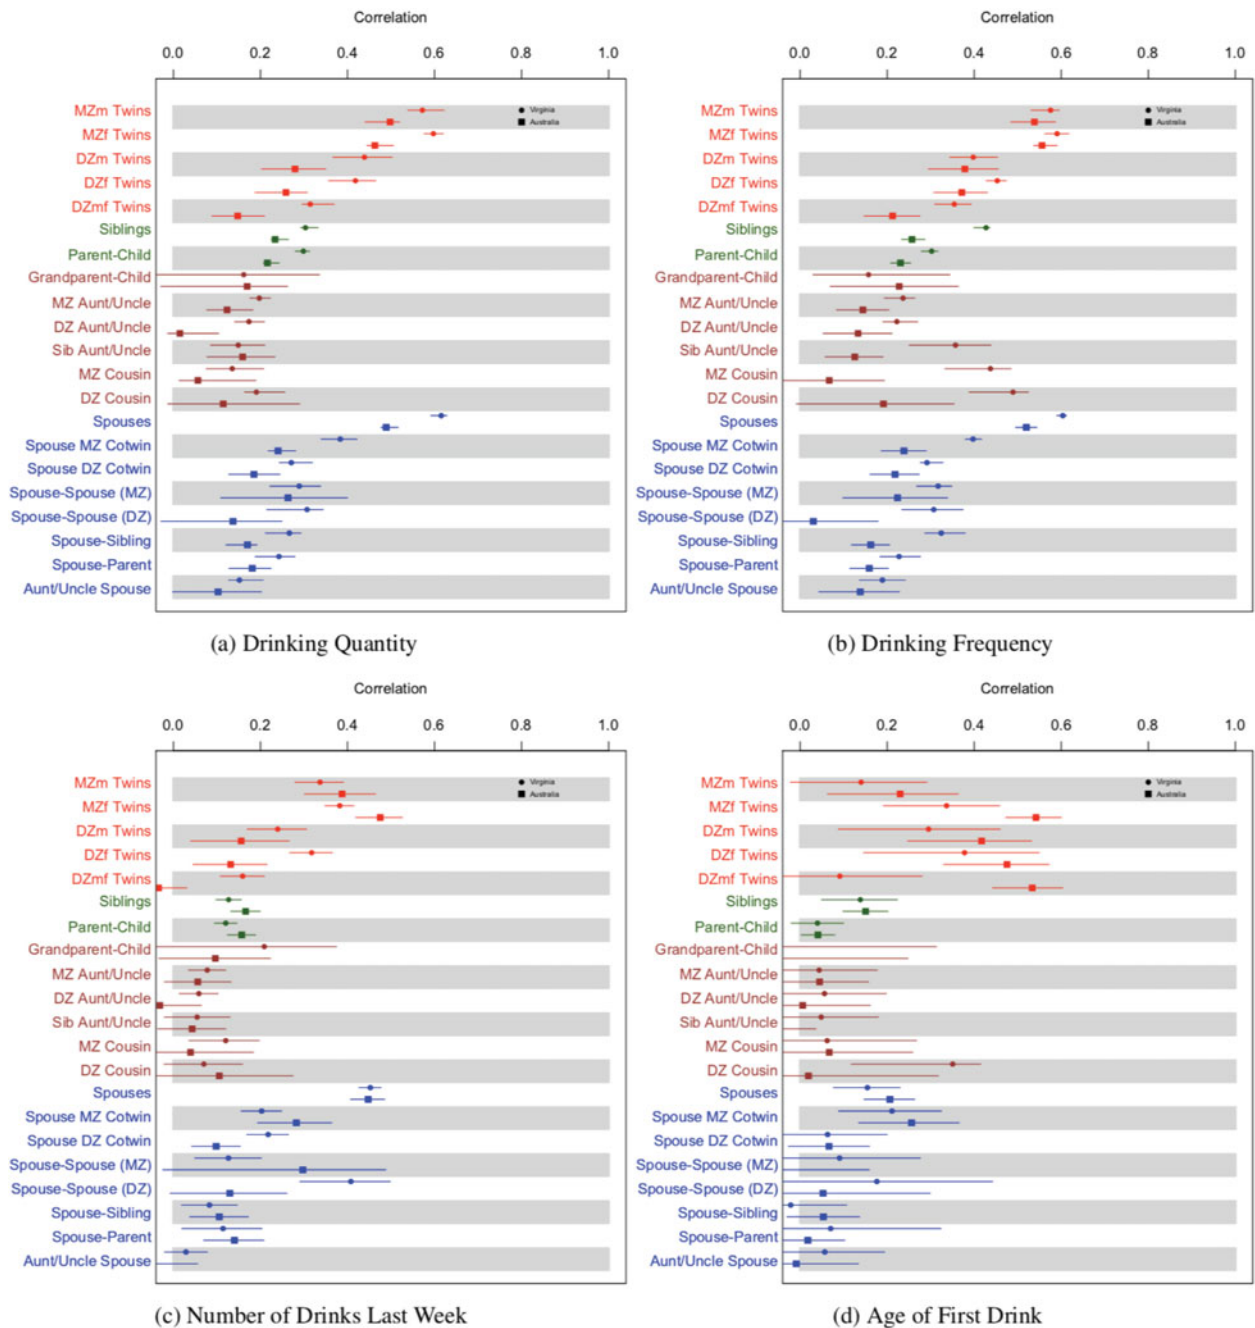 Correlation
0.0 0.2 0.4 0.6 0.8 1.0
MZm Twins
Virginia
Australia
MZf Twins
DZm Twins
DZf Twins
DZmf Twins
Siblings
Parent-Child
Grandparent-Child
MZ Aunt/Uncle
DZ Aunt/Uncle
Sib Aunt/Uncle
MZ Cousin
DZ Cousin
Spouses
Spouse MZ Cotwin
Spouse DZ Cotwin
Spouse-Spouse (MZ)
Spouse-Spouse (DZ)
Spouse-Sibling
Spouse-Parent
Aunt/Uncle Spouse
(a) Drinking Quantity
Correlation
0.0 0.2 0.4 0.6 0.8 1.0
MZm Twins
Virginia
Australia
MZf Twins
DZm Twins
DZf Twins
DZmf Twins
Siblings
Parent-Child
Grandparent-Child
MZ Aunt/Uncle
DZ Aunt/Uncle
Sib Aunt/Uncle
MZ Cousin
DZ Cousin
Spouses
Spouse MZ Cotwin
Spouse DZ Cotwin
Spouse-Spouse (MZ)
Spouse-Spouse (DZ)
Spouse-Sibling
Spouse-Parent
Aunt/Uncle Spouse
(b) Drinking Frequency
Correlation
0.0 0.2 0.4 0.6 0.8 1.0
MZm Twins
Virginia
Australia
MZf Twins
DZm Twins
DZf Twins
DZmf Twins
Siblings
Parent-Child
Grandparent-Child
MZ Aunt/Uncle
DZ Aunt/Uncle
Sib Aunt/Uncle
MZ Cousin
DZ Cousin
Spouses
Spouse MZ Cotwin
Spouse DZ Cotwin
Spouse-Spouse (MZ)
Spouse-Spouse (DZ)
Spouse-Sibling
Spouse-Parent
Aunt/Uncle Spouse
(c) Number of Drinks Last Week
Correlation
0.0 0.2 0.4 0.6 0.8 1.0
MZm Twins
Virginia
Australia
MZf Twins
DZm Twins
DZf Twins
DZmf Twins
Siblings
Parent-Child
Grandparent-Child
MZ Aunt/Uncle
DZ Aunt/Uncle
Sib Aunt/Uncle
MZ Cousin
DZ Cousin
Spouses
Spouse MZ Cotwin
Spouse DZ Cotwin
Spouse-Spouse (MZ)
Spouse-Spouse (DZ)
Spouse-Sibling
Spouse-Parent
Aunt/Uncle Spouse
(d) Age of First Drink